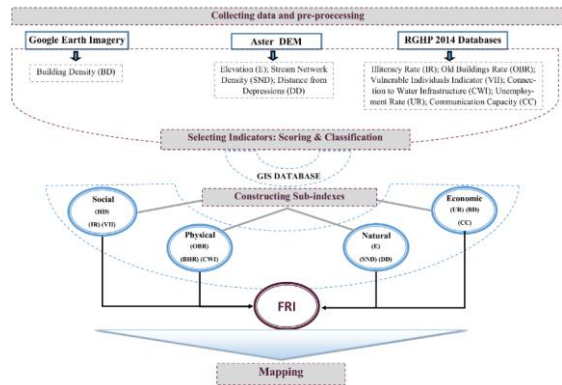 Collecting data and pre-proecessing
Google Earth Imagery
Aster DEM
RGHP 2014 Databases
Building Density (BD)
Elevation (E); Stream Network
Density (SND); Distance from
Depressions (DD)
Illiteracy Rate (IR); Old Buildings Rate (OBR);
Vulnerable Individuals Indicator (VII); Connec-
tion to Water Infrastructure (CWI); Unemploy-
ment Rate (UR); Communication Capacity (CC)
Selecting Indicators: Scoring & Classification
GIS DATABASE
Constructing Sub-indexes
Social
(BD)
(IR) (VII)
Physical
(OBR)
(BHR) (CWI)
Natural
(E)
(SND) (DD)
Economic
(UR) (BD)
(CC)
FRI
Mapping